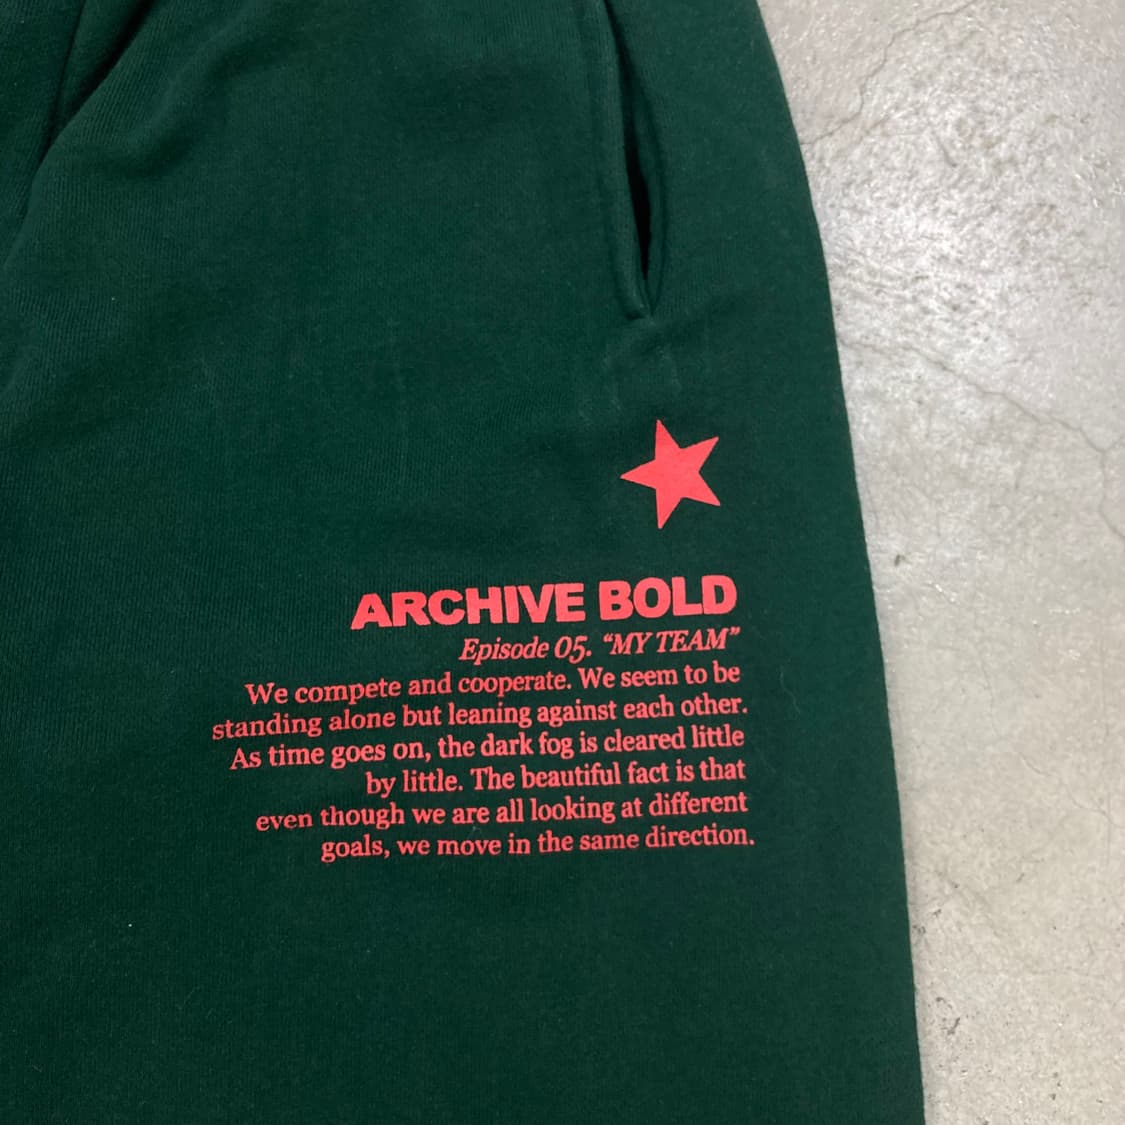 ARCHIVE BOLD
Episode 05. “MY TEAM”
We compete and cooperate. We seem to be
standing alone but leaning against each other.
As time goes on, the dark fog is cleared little
by little. The beautiful fact is that
even though we are all looking at different
goals, we move in the same direction.